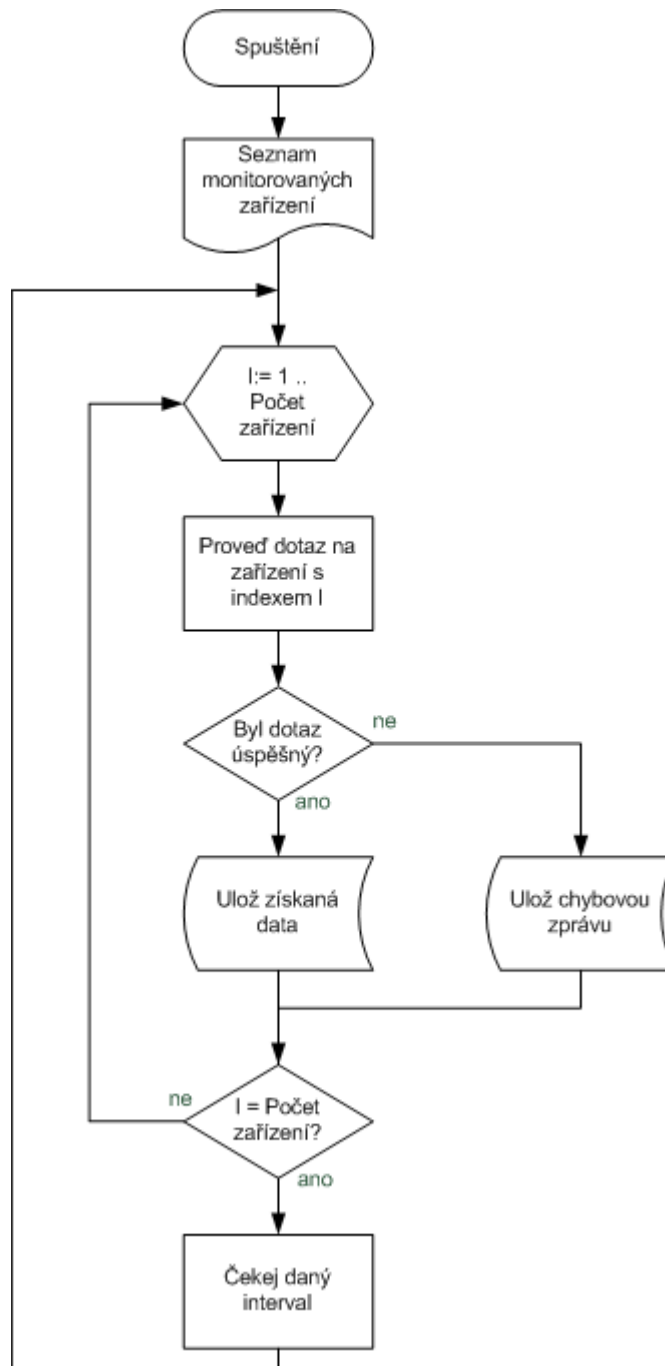 Spuštění
Seznam
monitorovaných
zařízení
I:= 1 ..
Počet
zařízení
Proveď dotaz na
zařízení s
indexem I
Byl dotaz
úspěšný?
ne
ano
Ulož získaná
data
Ulož chybovou
zprávu
ne
I = Počet
zařízení?
ano
Čekej daný
interval